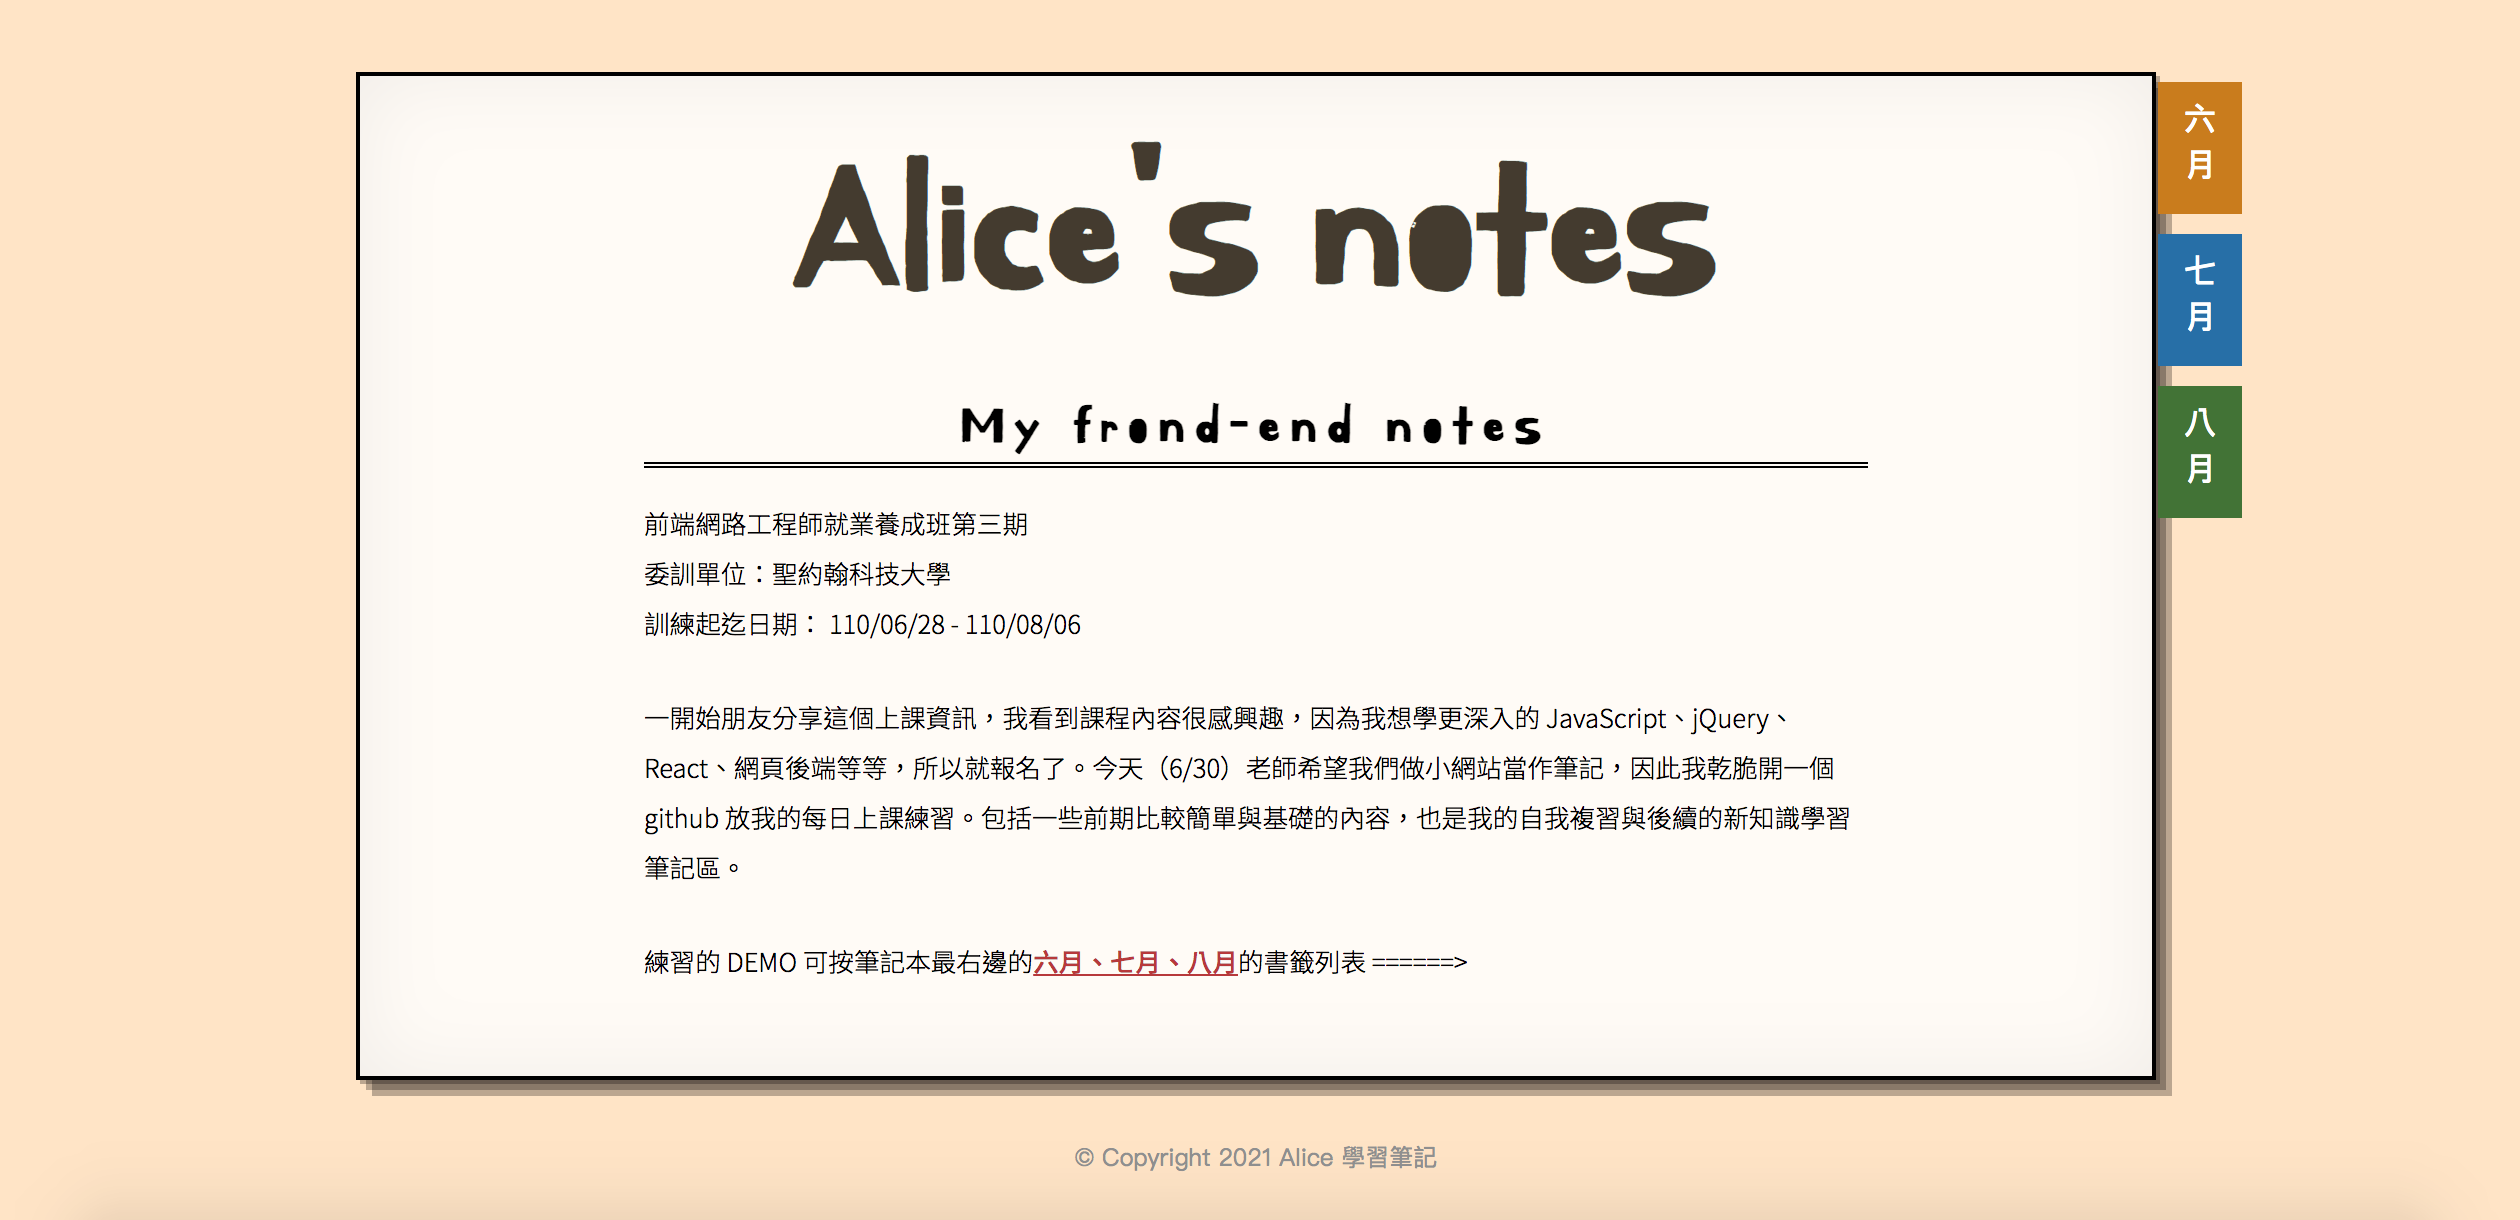 Alice's notes
六月
七月
八月
My frond-end notes
前端網路工程師就業養成班第三期
委訓單位：聖約翰科技大學
訓練起迄日期： 110/06/28 - 110/08/06
一開始朋友分享這個上課資訊，我看到課程內容很感興趣，因為我想學更深入的 JavaScript、jQuery、
React、網頁後端等等，所以就報名了。今天（6/30）老師希望我們做小網站當作筆記，因此我乾脆開一個
github 放我的每日上課練習。包括一些前期比較簡單與基礎的內容，也是我的自我複習與後續的新知識學習
筆記區。
練習的 DEMO 可按筆記本最右邊的六月、七月、八月的書籤列表 ======>
© Copyright 2021 Alice 學習筆記